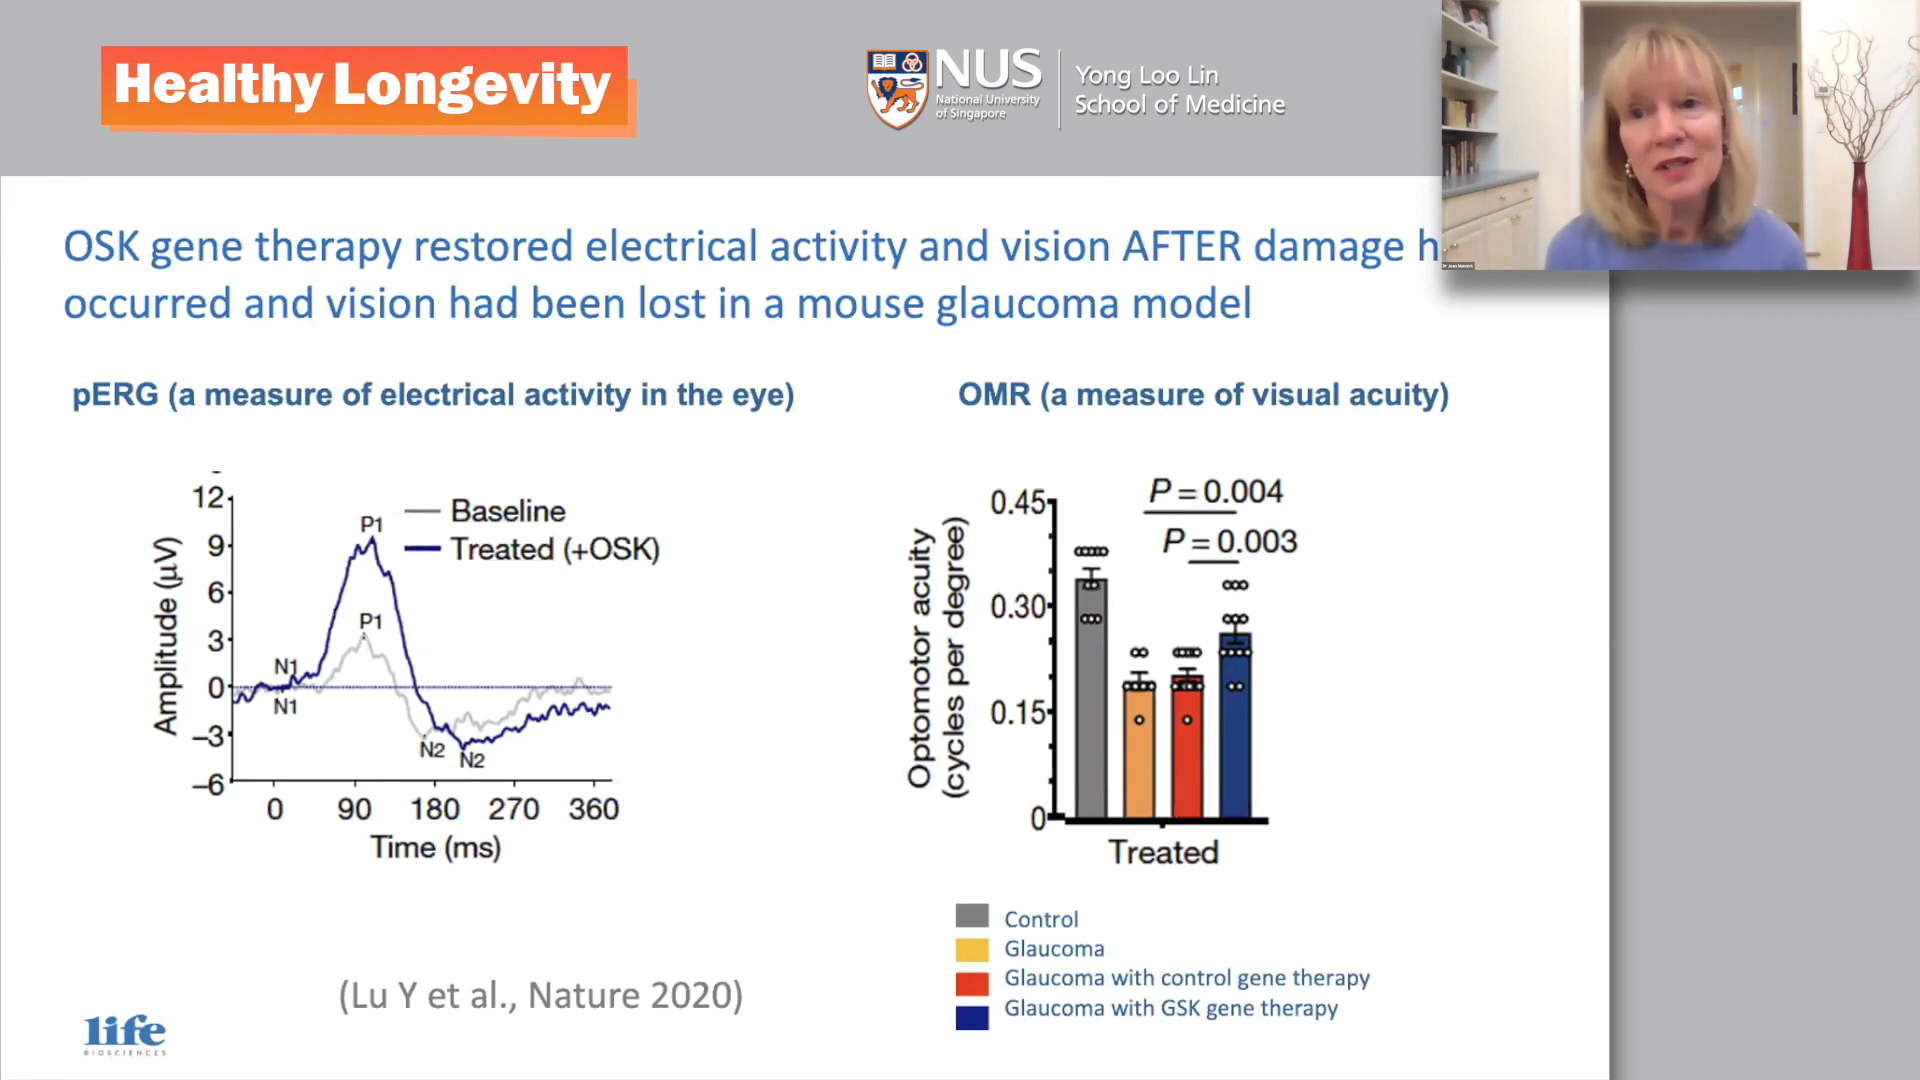 Healthy Longevity
NUS
National University
of Singapore
Yong Loo Lin
School of Medicine
OSK gene therapy restored electrical activity and vision AFTER damage h
occurred and vision had been lost in a mouse glaucoma model
pERG (a measure of electrical activity in the eye)
12
9
6
3
0
–3
–6
Amplitude (µV)
Baseline
Treated (+OSK)
P1
P1
N1
N1
N2
N2
0 90 180 270 360
Time (ms)
OMR (a measure of visual acuity)
P = 0.004
P = 0.003
0.45
0.30
0.15
0
Optomotor acuity
(cycles per degree)
Treated
Control
Glaucoma
Glaucoma with control gene therapy
Glaucoma with GSK gene therapy
(Lu Y et al., Nature 2020)
life
BIOSCIENCES